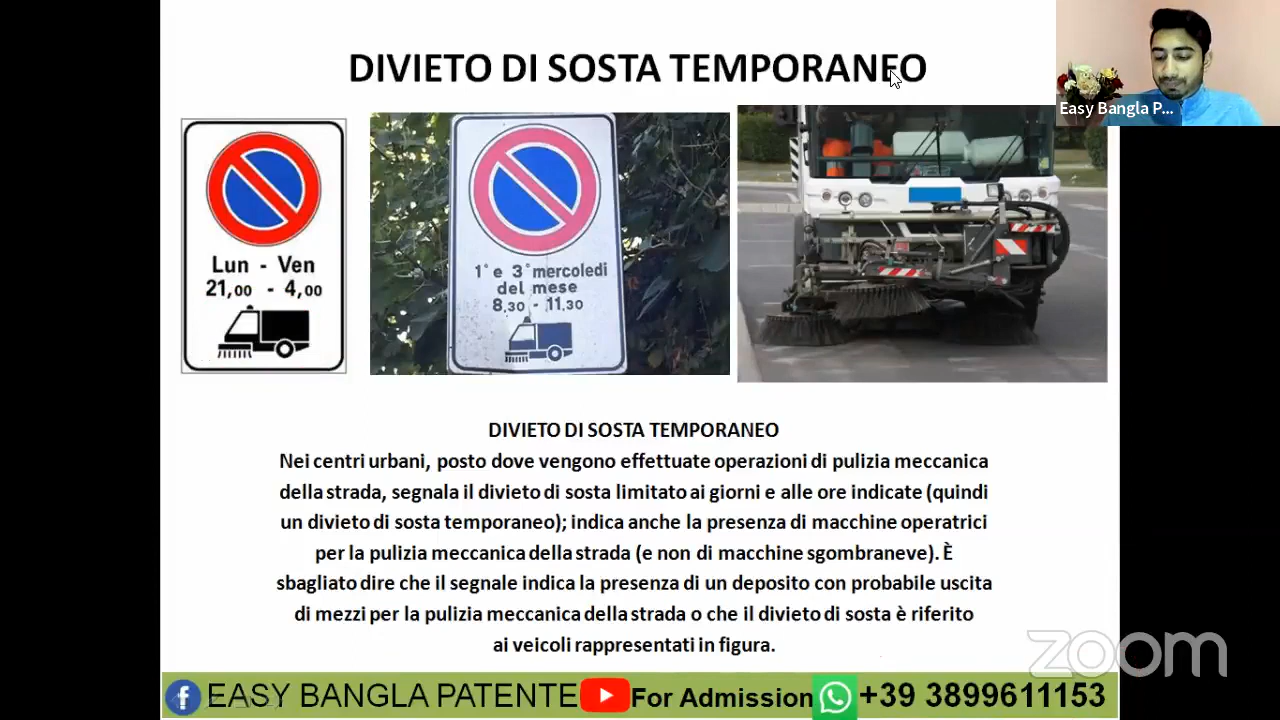 DIVIETO DI SOSTA TEMPORANEO
Easy Bangla P...
Lun - Ven
21,00 - 4,00
1° e 3° mercoledi
del mese
8,30 - 11,30
DIVIETO DI SOSTA TEMPORANEO
Nei centri urbani, posto dove vengono effettuate operazioni di pulizia meccanica
della strada, segnala il divieto di sosta limitato ai giorni e alle ore indicate (quindi
un divieto di sosta temporaneo); indica anche la presenza di macchine operatrici
per la pulizia meccanica della strada (e non di macchine sgombraneve). È
sbagliato dire che il segnale indica la presenza di un deposito con probabile uscita
di mezzi per la pulizia meccanica della strada o che il divieto di sosta è riferito
ai veicoli rappresentati in figura.
zoom
EASY BANGLA PATENTE For Admission +39 3899611153